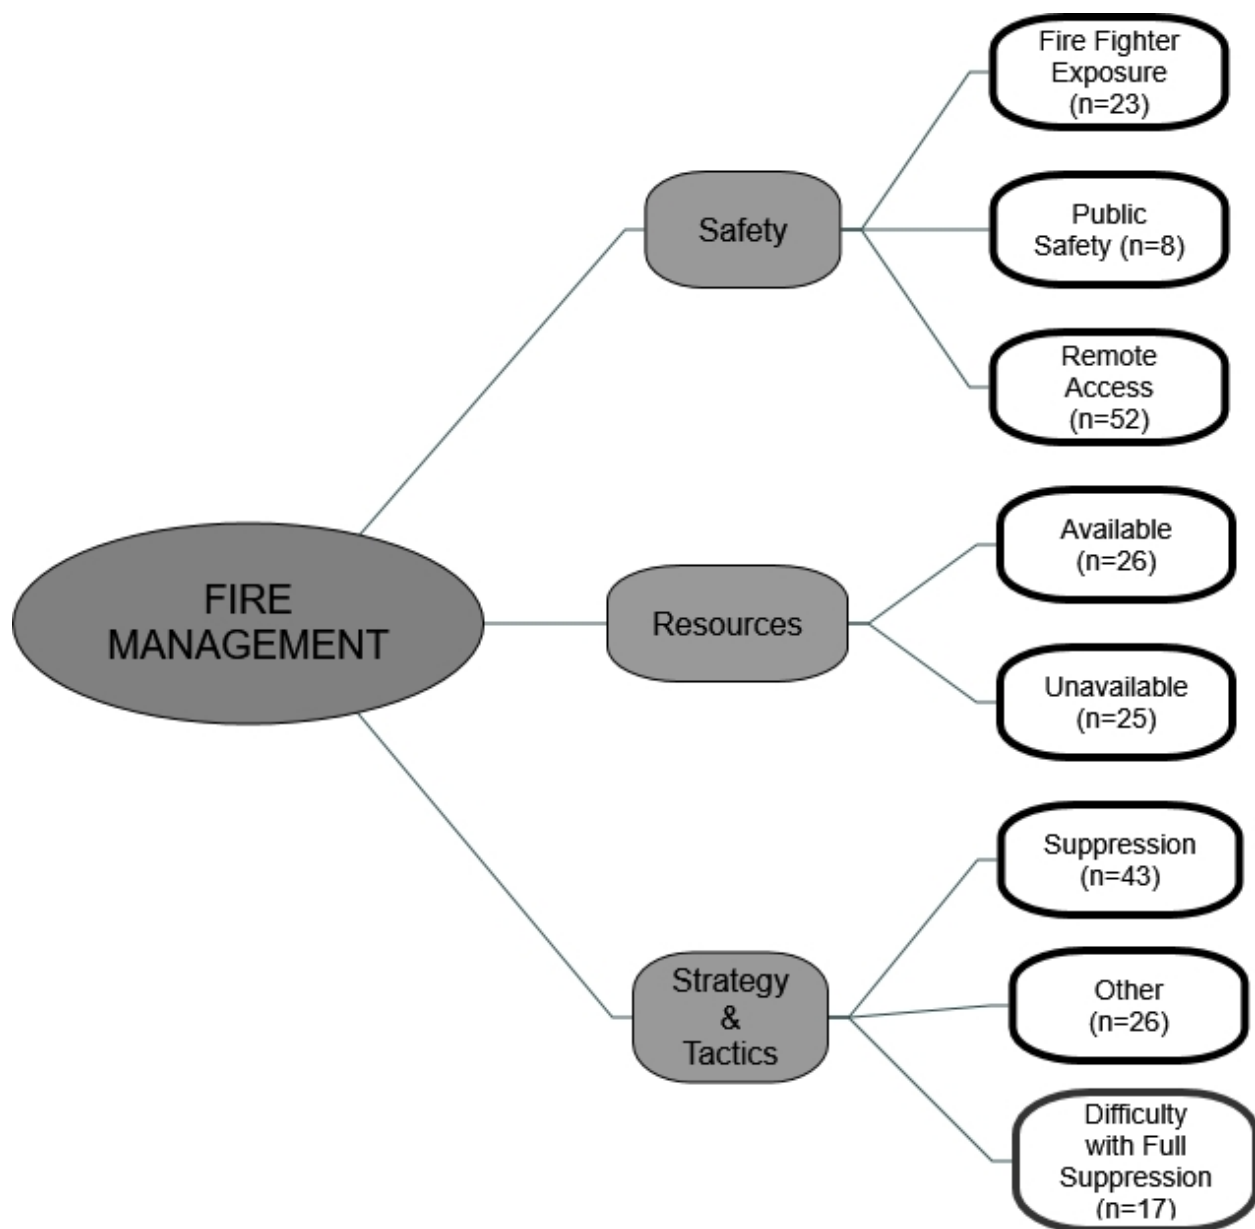 Fire Fighter
Exposure
(n=23)
Safety
Public
Safety (n=8)
Remote
Access
(n=52)
FIRE
MANAGEMENT
Resources
Available
(n=26)
Unavailable
(n=25)
Strategy
&
Tactics
Suppression
(n=43)
Other
(n=26)
Difficulty
with Full
Suppression
(n=17)